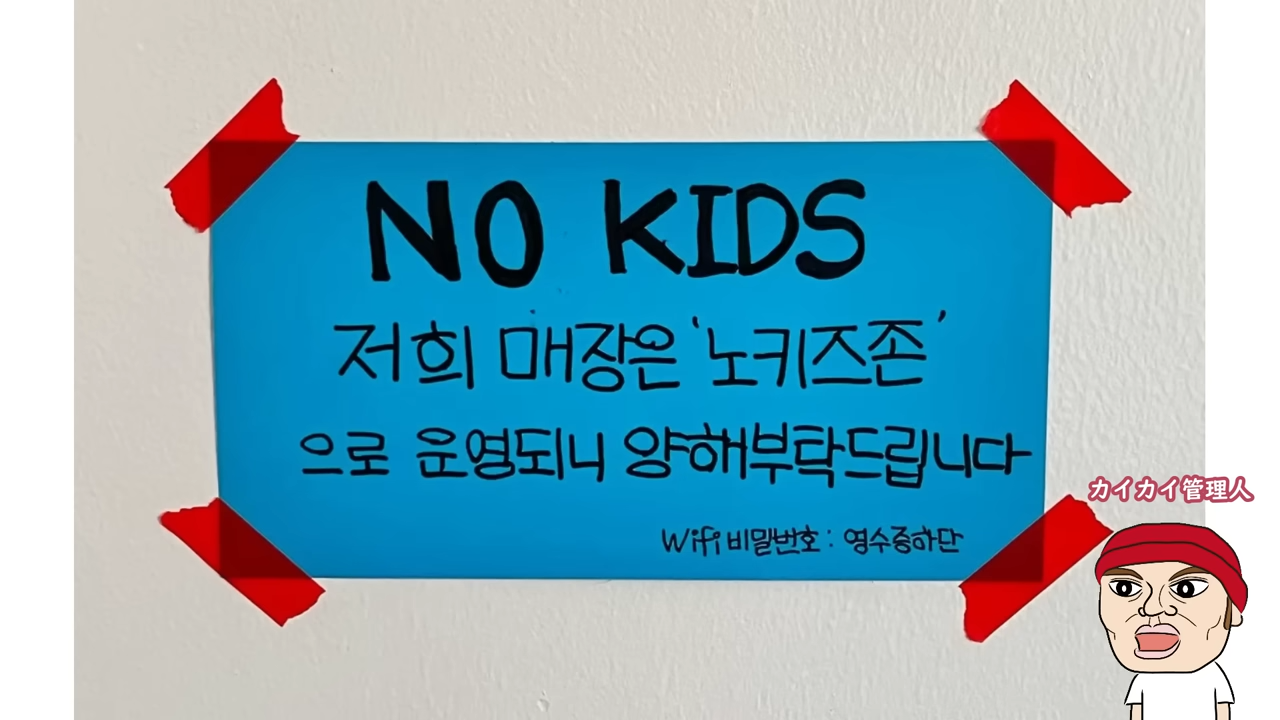 NO KIDS
저희 매장은 '노키즈존'
으로 운영되니 양해부탁드립니다
Wifi 비밀번호 : 영수증하단
カイカイ管理人